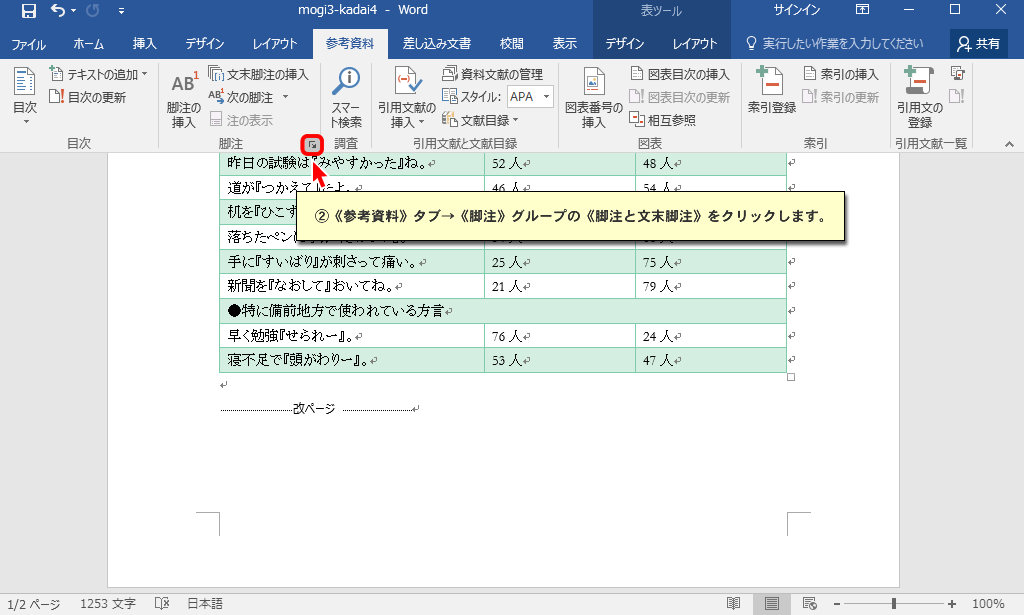 mogi3-kadai4 - Word
表ツール
サインイン
ファイル ホーム 挿入 デザイン レイアウト 参考資料 差し込み文書 校閲 表示 デザイン レイアウト 実行したい作業を入力してください 共有
目次
テキストの追加
目次の更新
目次
AB1
脚注の
挿入
文末脚注の挿入
次の脚注
注の表示
脚注
スマー
ト検索
調査
引用文献の
挿入
資料文献の管理
スタイル: APA
文献目録
引用文献と文献目録
図表番号の
挿入
図表目次の挿入
図表目次の更新
相互参照
図表
索引登録
索引の挿入
索引の更新
索引
引用文の
登録
引用文献一覧
昨日の試験は『みやすかった』ね。 52 人 48 人
道が『つかえて』たよ。 46 人 54 人
②《参考資料》タブ→《脚注》グループの《脚注と文末脚注》をクリックします。
机を『ひこず
落ちたペン
手に『すいばり』が刺さって痛い。 25 人 75 人
新聞を『なおして』おいてね。 21 人 79 人
●特に備前地方で使われている方言
早く勉強『せられー』。 76 人 24 人
寝不足で『頭がわりー』。 53 人 47 人
改ページ
1/2 ページ 1253 文字 日本語 100%